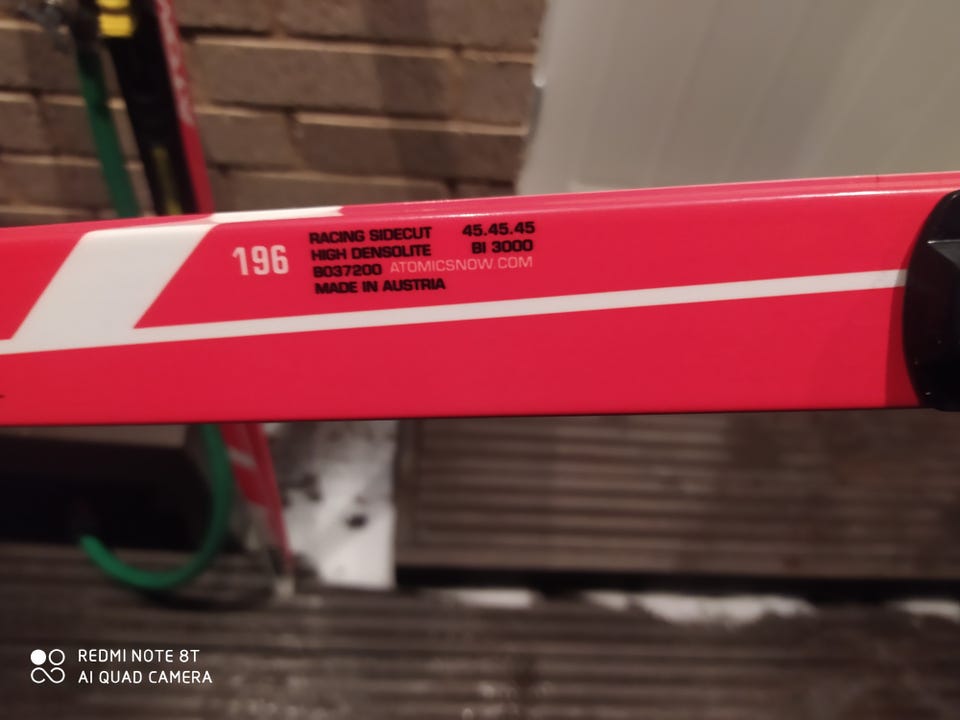 196
RACING SIDECUT 45.45.45
HIGH DENSOLITE BI 3000
B037200 ATOMICSNOW.COM
MADE IN AUSTRIA
REDMI NOTE 8T
AI QUAD CAMERA